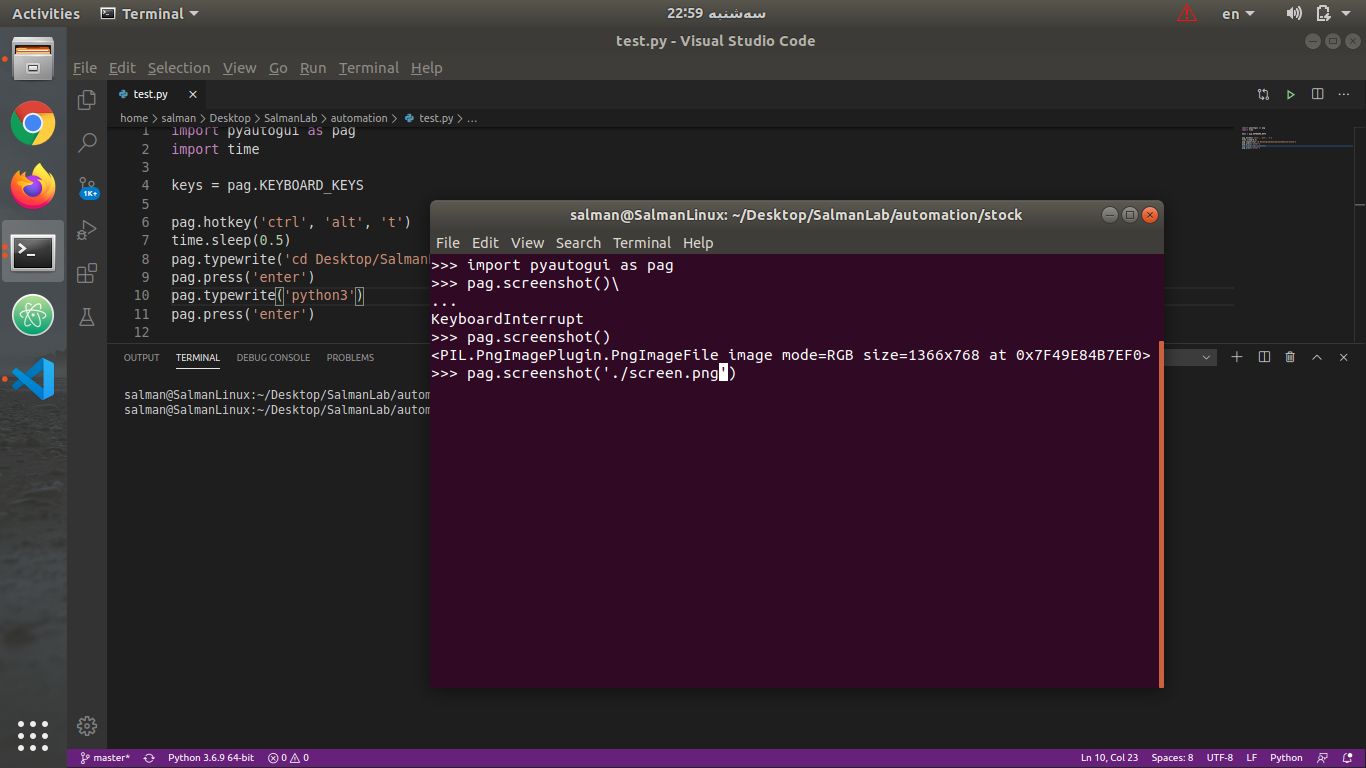 Activities Terminal سه‌شنبه 22:59 en
test.py - Visual Studio Code
File Edit Selection View Go Run Terminal Help
test.py
home > salman > Desktop > SalmanLab > automation > test.py > ...
1 import pyautogui as pag
2 import time
3
4 keys = pag.KEYBOARD_KEYS
5
6 pag.hotkey('ctrl', 'alt', 't')
7 time.sleep(0.5)
8 pag.typewrite('cd Desktop/Salman
9 pag.press('enter')
10 pag.typewrite('python3')
11 pag.press('enter')
12
1K+
OUTPUT TERMINAL DEBUG CONSOLE PROBLEMS
salman@SalmanLinux:~/Desktop/SalmanLab/autom
salman@SalmanLinux:~/Desktop/SalmanLab/autom
salman@SalmanLinux: ~/Desktop/SalmanLab/automation/stock
File Edit View Search Terminal Help
>>> import pyautogui as pag
>>> pag.screenshot()\
...
KeyboardInterrupt
>>> pag.screenshot()
<PIL.PngImagePlugin.PngImageFile image mode=RGB size=1366x768 at 0x7F49E84B7EF0>
>>> pag.screenshot('./screen.png')
master* Python 3.6.9 64-bit 0 0 Ln 10, Col 23 Spaces: 8 UTF-8 LF Python